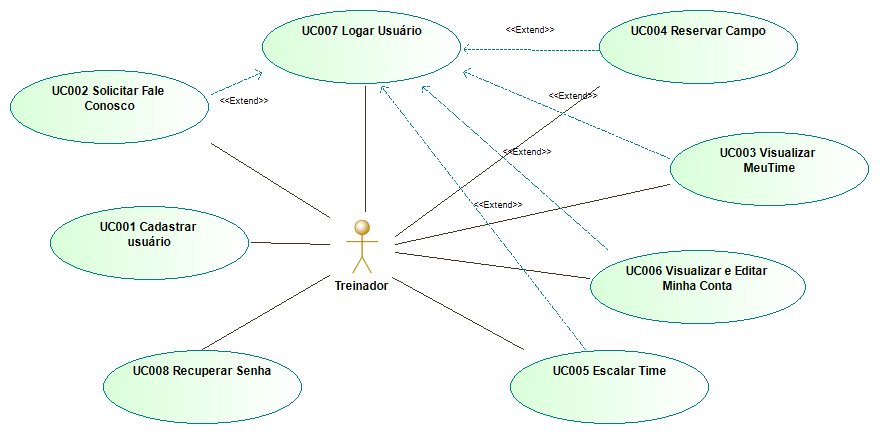 UC007 Logar Usuário
<<Extend>>
UC004 Reservar Campo
UC002 Solicitar Fale
Conosco
<<Extend>>
<<Extend>>
<<Extend>>
UC003 Visualizar
MeuTime
<<Extend>>
UC001 Cadastrar
usuário
Treinador
UC006 Visualizar e Editar
Minha Conta
UC008 Recuperar Senha
UC005 Escalar Time